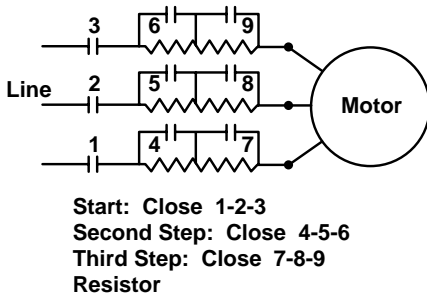 3 6 9
Line 2 5 8 Motor
1 4 7
Start: Close 1-2-3
Second Step: Close 4-5-6
Third Step: Close 7-8-9
Resistor